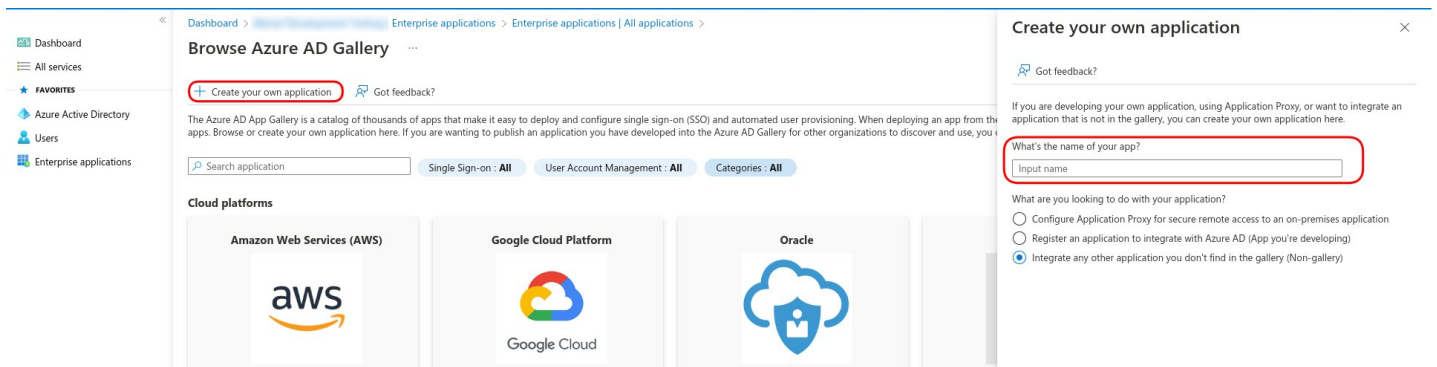 Dashboard
All services
FAVORITES
Azure Active Directory
Users
Enterprise applications
Dashboard > Enterprise applications > Enterprise applications | All applications >
Browse Azure AD Gallery ...
+ Create your own application Got feedback?
The Azure AD App Gallery is a catalog of thousands of apps that make it easy to deploy and configure single sign-on (SSO) and automated user provisioning. When deploying an app from the
apps. Browse or create your own application here. If you are wanting to publish an application you have developed into the Azure AD Gallery for other organizations to discover and use, you
Search application
Single Sign-on : All
User Account Management : All
Categories : All
Cloud platforms
Amazon Web Services (AWS)
aws
Google Cloud Platform
Google Cloud
Oracle
Create your own application
Got feedback?
If you are developing your own application, using Application Proxy, or want to integrate an
application that is not in the gallery, you can create your own application here.
What's the name of your app?
Input name
What are you looking to do with your application?
Configure Application Proxy for secure remote access to an on-premises application
Register an application to integrate with Azure AD (App you're developing)
Integrate any other application you don't find in the gallery (Non-gallery)